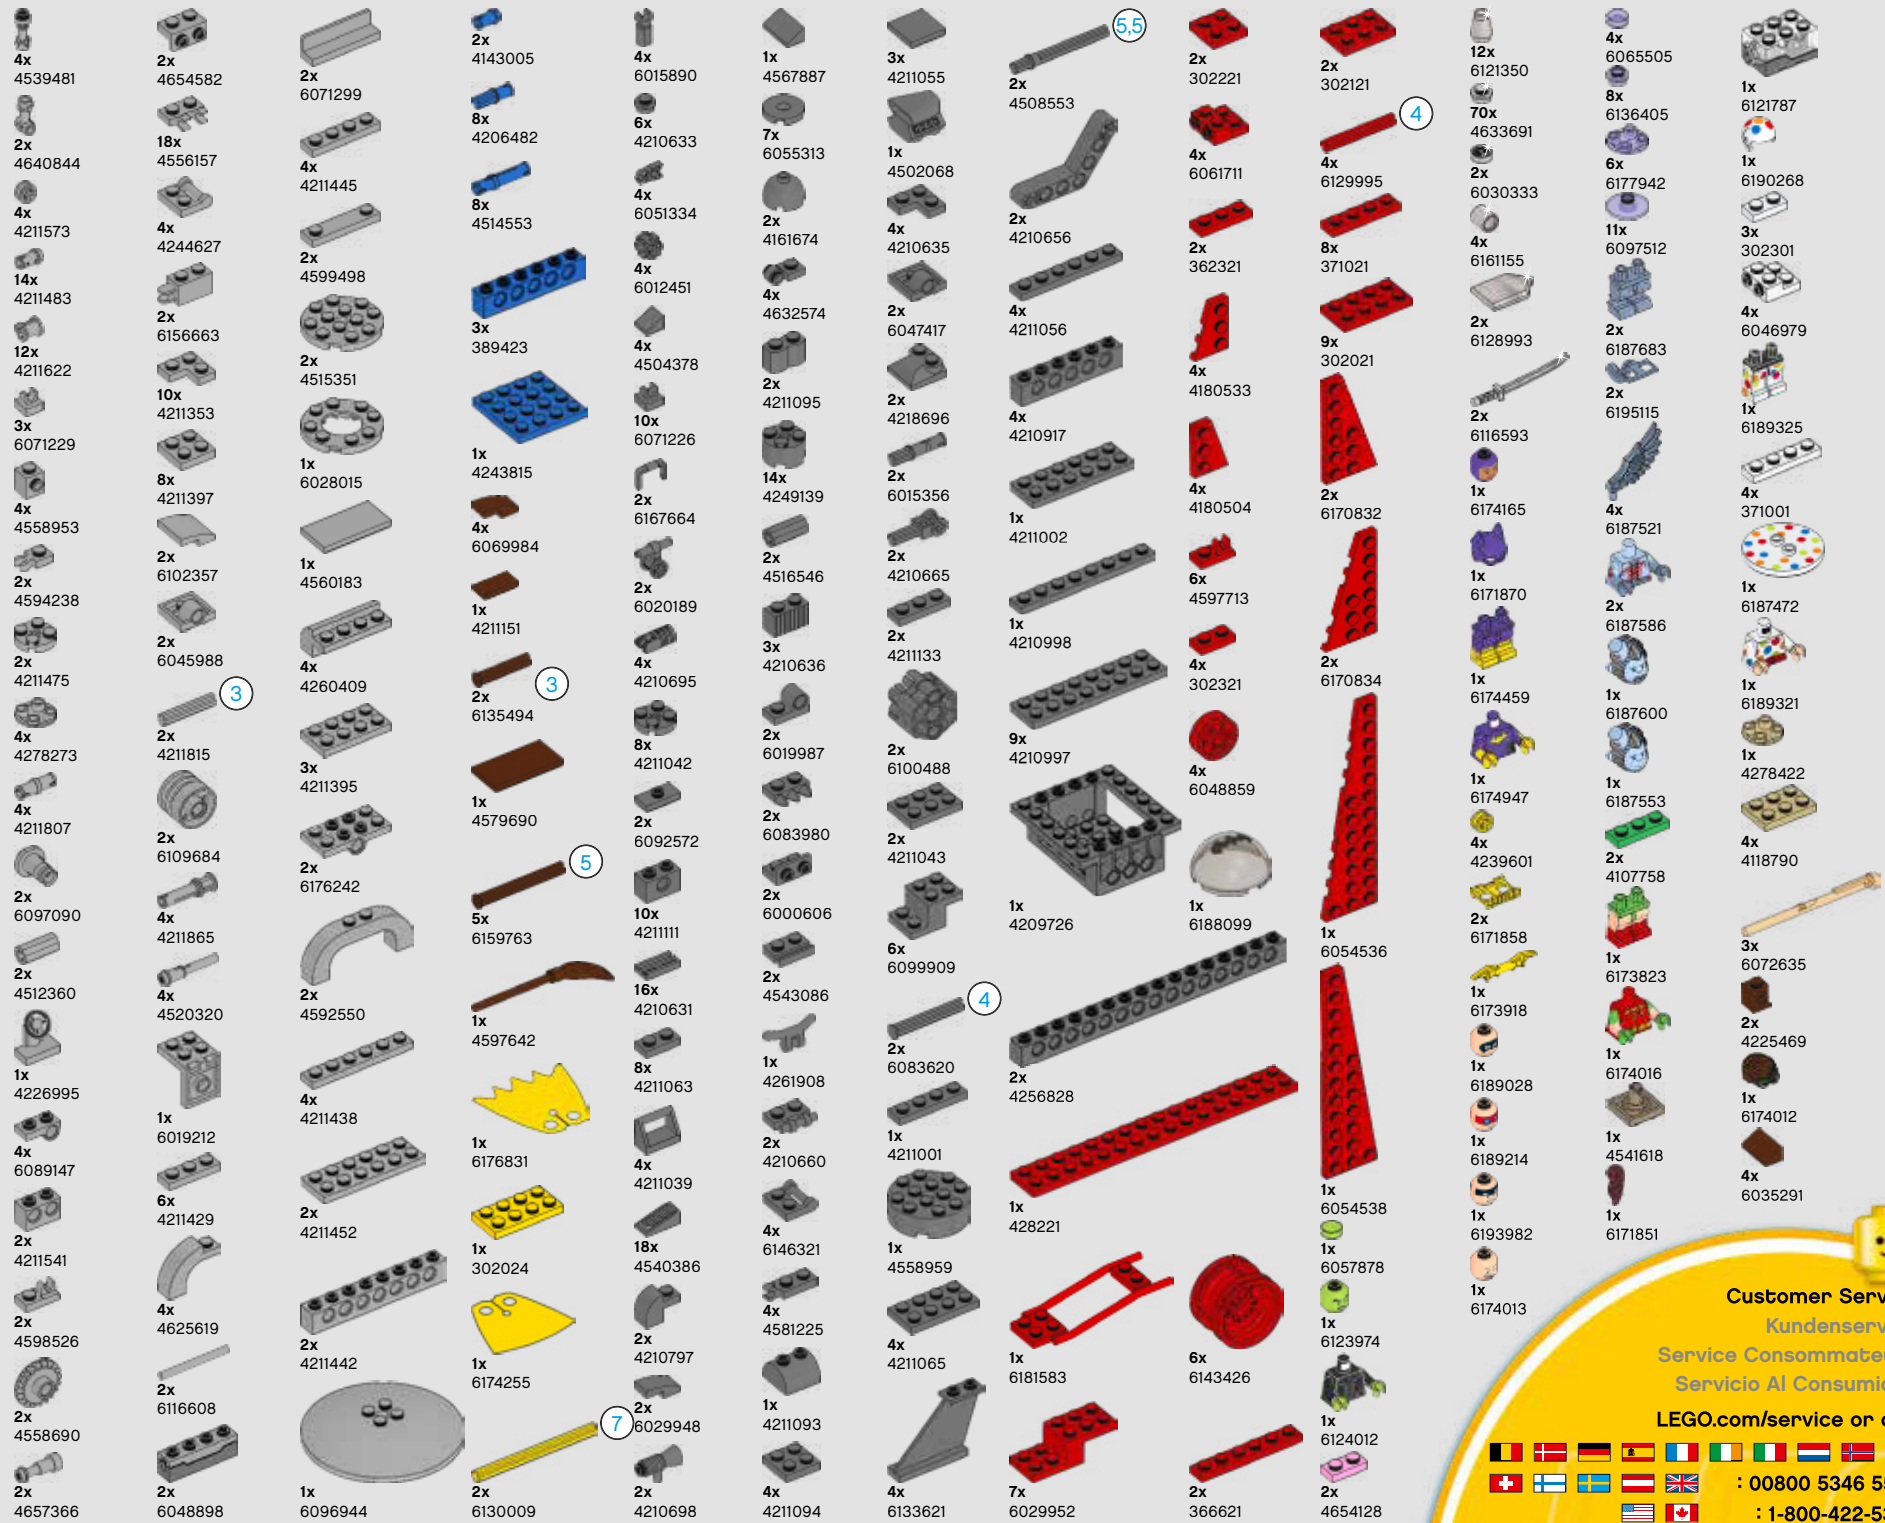 4x
4539481
2x
4640844
4x
4211573
14x
4211483
12x
4211622
3x
6071229
4x
4558953
2x
4594238
2x
4211475
4x
4278273
4x
4211807
2x
6097090
2x
4512360
1x
4226995
4x
6089147
2x
4211541
2x
4598526
2x
4558690
2x
4657366
2x
4654582
18x
4556157
4x
4244627
2x
6156663
10x
4211353
8x
4211397
2x
6102357
2x
6045988
3
2x
4211815
2x
6109684
4x
4211865
4x
4520320
1x
6019212
6x
4211429
4x
4625619
2x
6116608
2x
6048898
2x
6071299
4x
4211445
2x
4599498
2x
4515351
1x
6028015
1x
4560183
4x
4260409
3x
4211395
2x
6176242
2x
4592550
4x
4211438
2x
4211452
2x
4211442
1x
6096944
2x
4143005
8x
4206482
8x
4514553
3x
389423
1x
4243815
4x
6069984
1x
4211151
3
2x
6135494
1x
4579690
5
5x
6159763
1x
4597642
1x
6176831
1x
302024
1x
6174255
7
2x
6130009
4x
6015890
6x
4210633
4x
6051334
4x
6012451
4x
4504378
10x
6071226
2x
6167664
2x
6020189
4x
4210695
8x
4211042
2x
6092572
10x
4211111
16x
4210631
8x
4211063
4x
4211039
18x
4540386
2x
4210797
2x
6029948
2x
4210698
1x
4567887
7x
6055313
2x
4161674
4x
4632574
2x
4211095
14x
4249139
2x
4516546
3x
4210636
2x
6019987
2x
6083980
2x
6000606
2x
4543086
1x
4261908
2x
4210660
4x
6146321
4x
4581225
1x
4211093
4x
4211094
3x
4211055
1x
4502068
4x
4210635
2x
6047417
2x
4218696
2x
6015356
2x
4210665
2x
4211133
2x
6100488
2x
4211043
6x
6099909
4
2x
6083620
1x
4211001
1x
4558959
4x
4211065
4x
6133621
5,5
2x
4508553
2x
4210656
4x
4211056
4x
4210917
1x
4211002
1x
4210998
9x
4210997
1x
4209726
2x
4256828
1x
428221
1x
6181583
7x
6029952
2x
302221
4x
6061711
2x
362321
4x
4180533
4x
4180504
6x
4597713
4x
302321
4x
6048859
1x
6188099
6x
6143426
2x
366621
2x
302121
4
4x
6129995
8x
371021
9x
302021
2x
6170832
2x
6170834
1x
6054536
1x
6054538
1x
6057878
1x
6123974
1x
6124012
2x
4654128
12x
6121350
70x
4633691
2x
6030333
4x
6161155
2x
6128993
2x
6116593
1x
6174165
1x
6171870
1x
6174459
1x
6174947
4x
4239601
2x
6171858
1x
6173918
1x
6189028
1x
6189214
1x
6193982
1x
6174013
4x
6065505
8x
6136405
6x
6177942
11x
6097512
2x
6187683
2x
6195115
4x
6187521
2x
6187586
1x
6187600
1x
6187553
2x
4107758
1x
6173823
1x
6174016
1x
4541618
1x
6171851
1x
6121787
1x
6190268
3x
302301
4x
6046979
1x
6189325
4x
371001
1x
6187472
1x
6189321
1x
4278422
4x
4118790
3x
6072635
2x
4225469
1x
6174012
4x
6035291
Customer Serv
Kundenserv
Service Consommate
Servicio Al Consumi
LEGO.com/service or
: 00800 5346 5
: 1-800-422-5